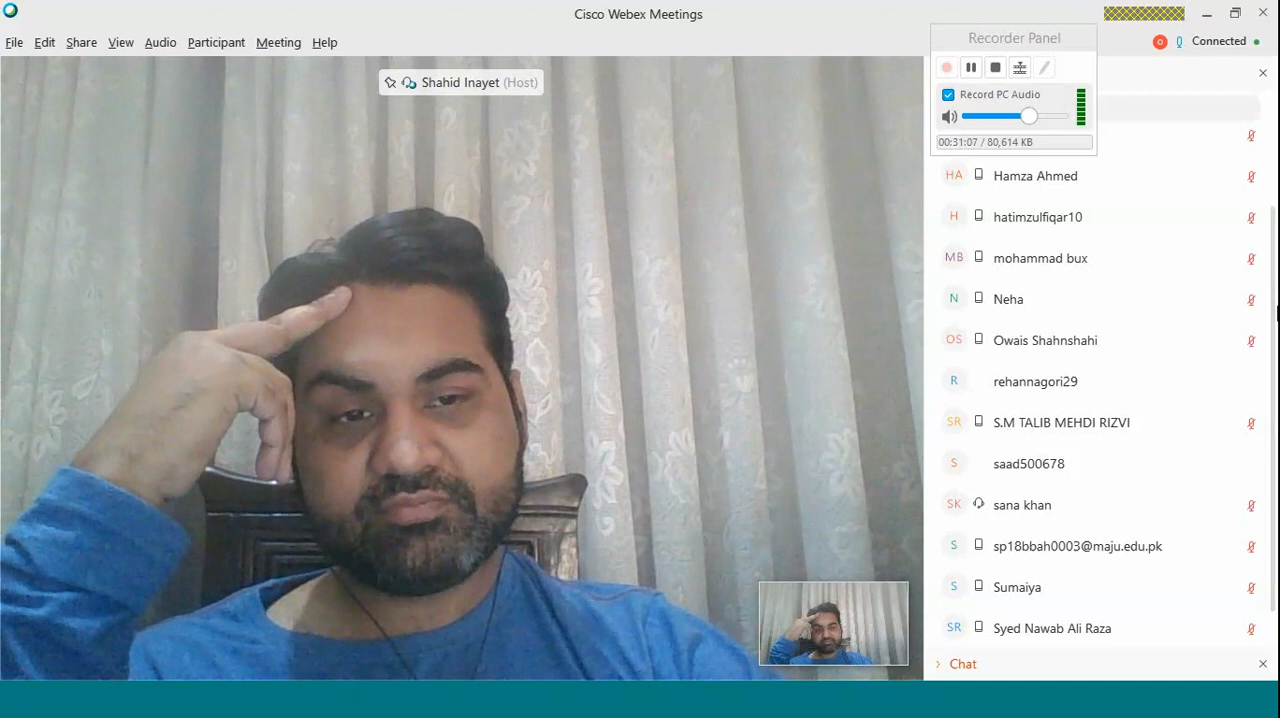 Cisco Webex Meetings
File Edit Share View Audio Participant Meeting Help
Recorder Panel
Connected
Shahid Inayet (Host)
Record PC Audio
00:31:07 / 80,614 KB
HA Hamza Ahmed
H hatimzulfiqar10
MB mohammad bux
N Neha
OS Owais Shahnshahi
R rehannagori29
SR S.M TALIB MEHDI RIZVI
S saad500678
SK sana khan
S sp18bbah0003@maju.edu.pk
S Sumaiya
SR Syed Nawab Ali Raza
Chat